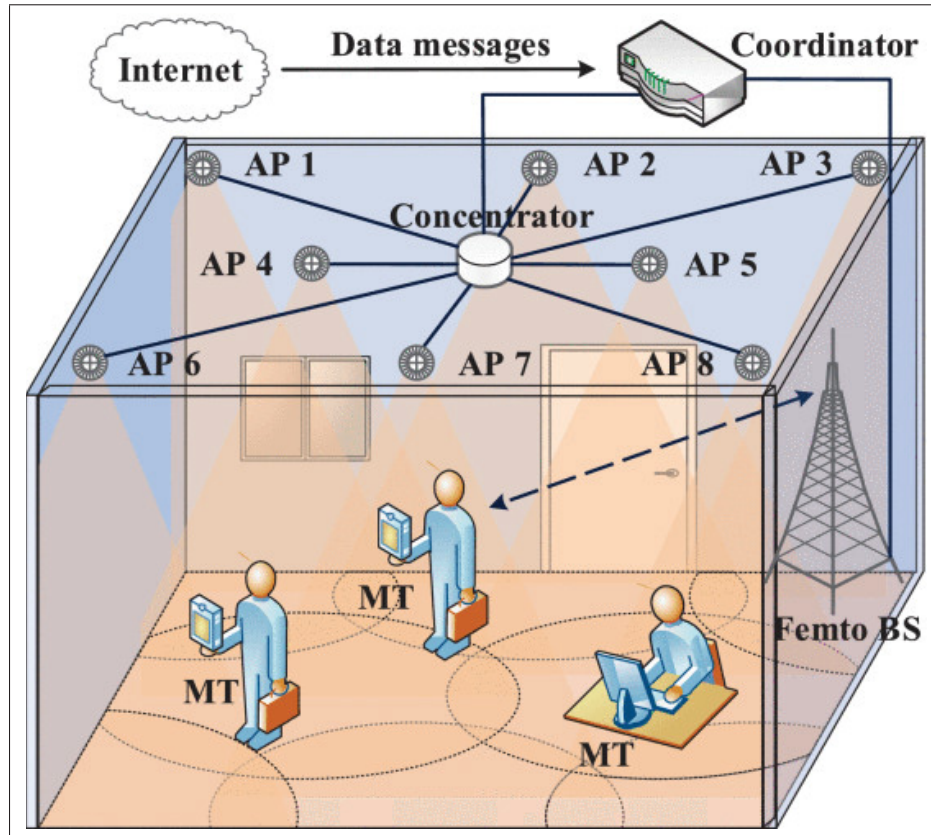 Data messages
Coordinator
Internet
AP 1
AP 2
AP 3
Concentrator
AP 4
AP 5
AP 6
AP 7
AP 8
MT
MT
MT
Femto BS